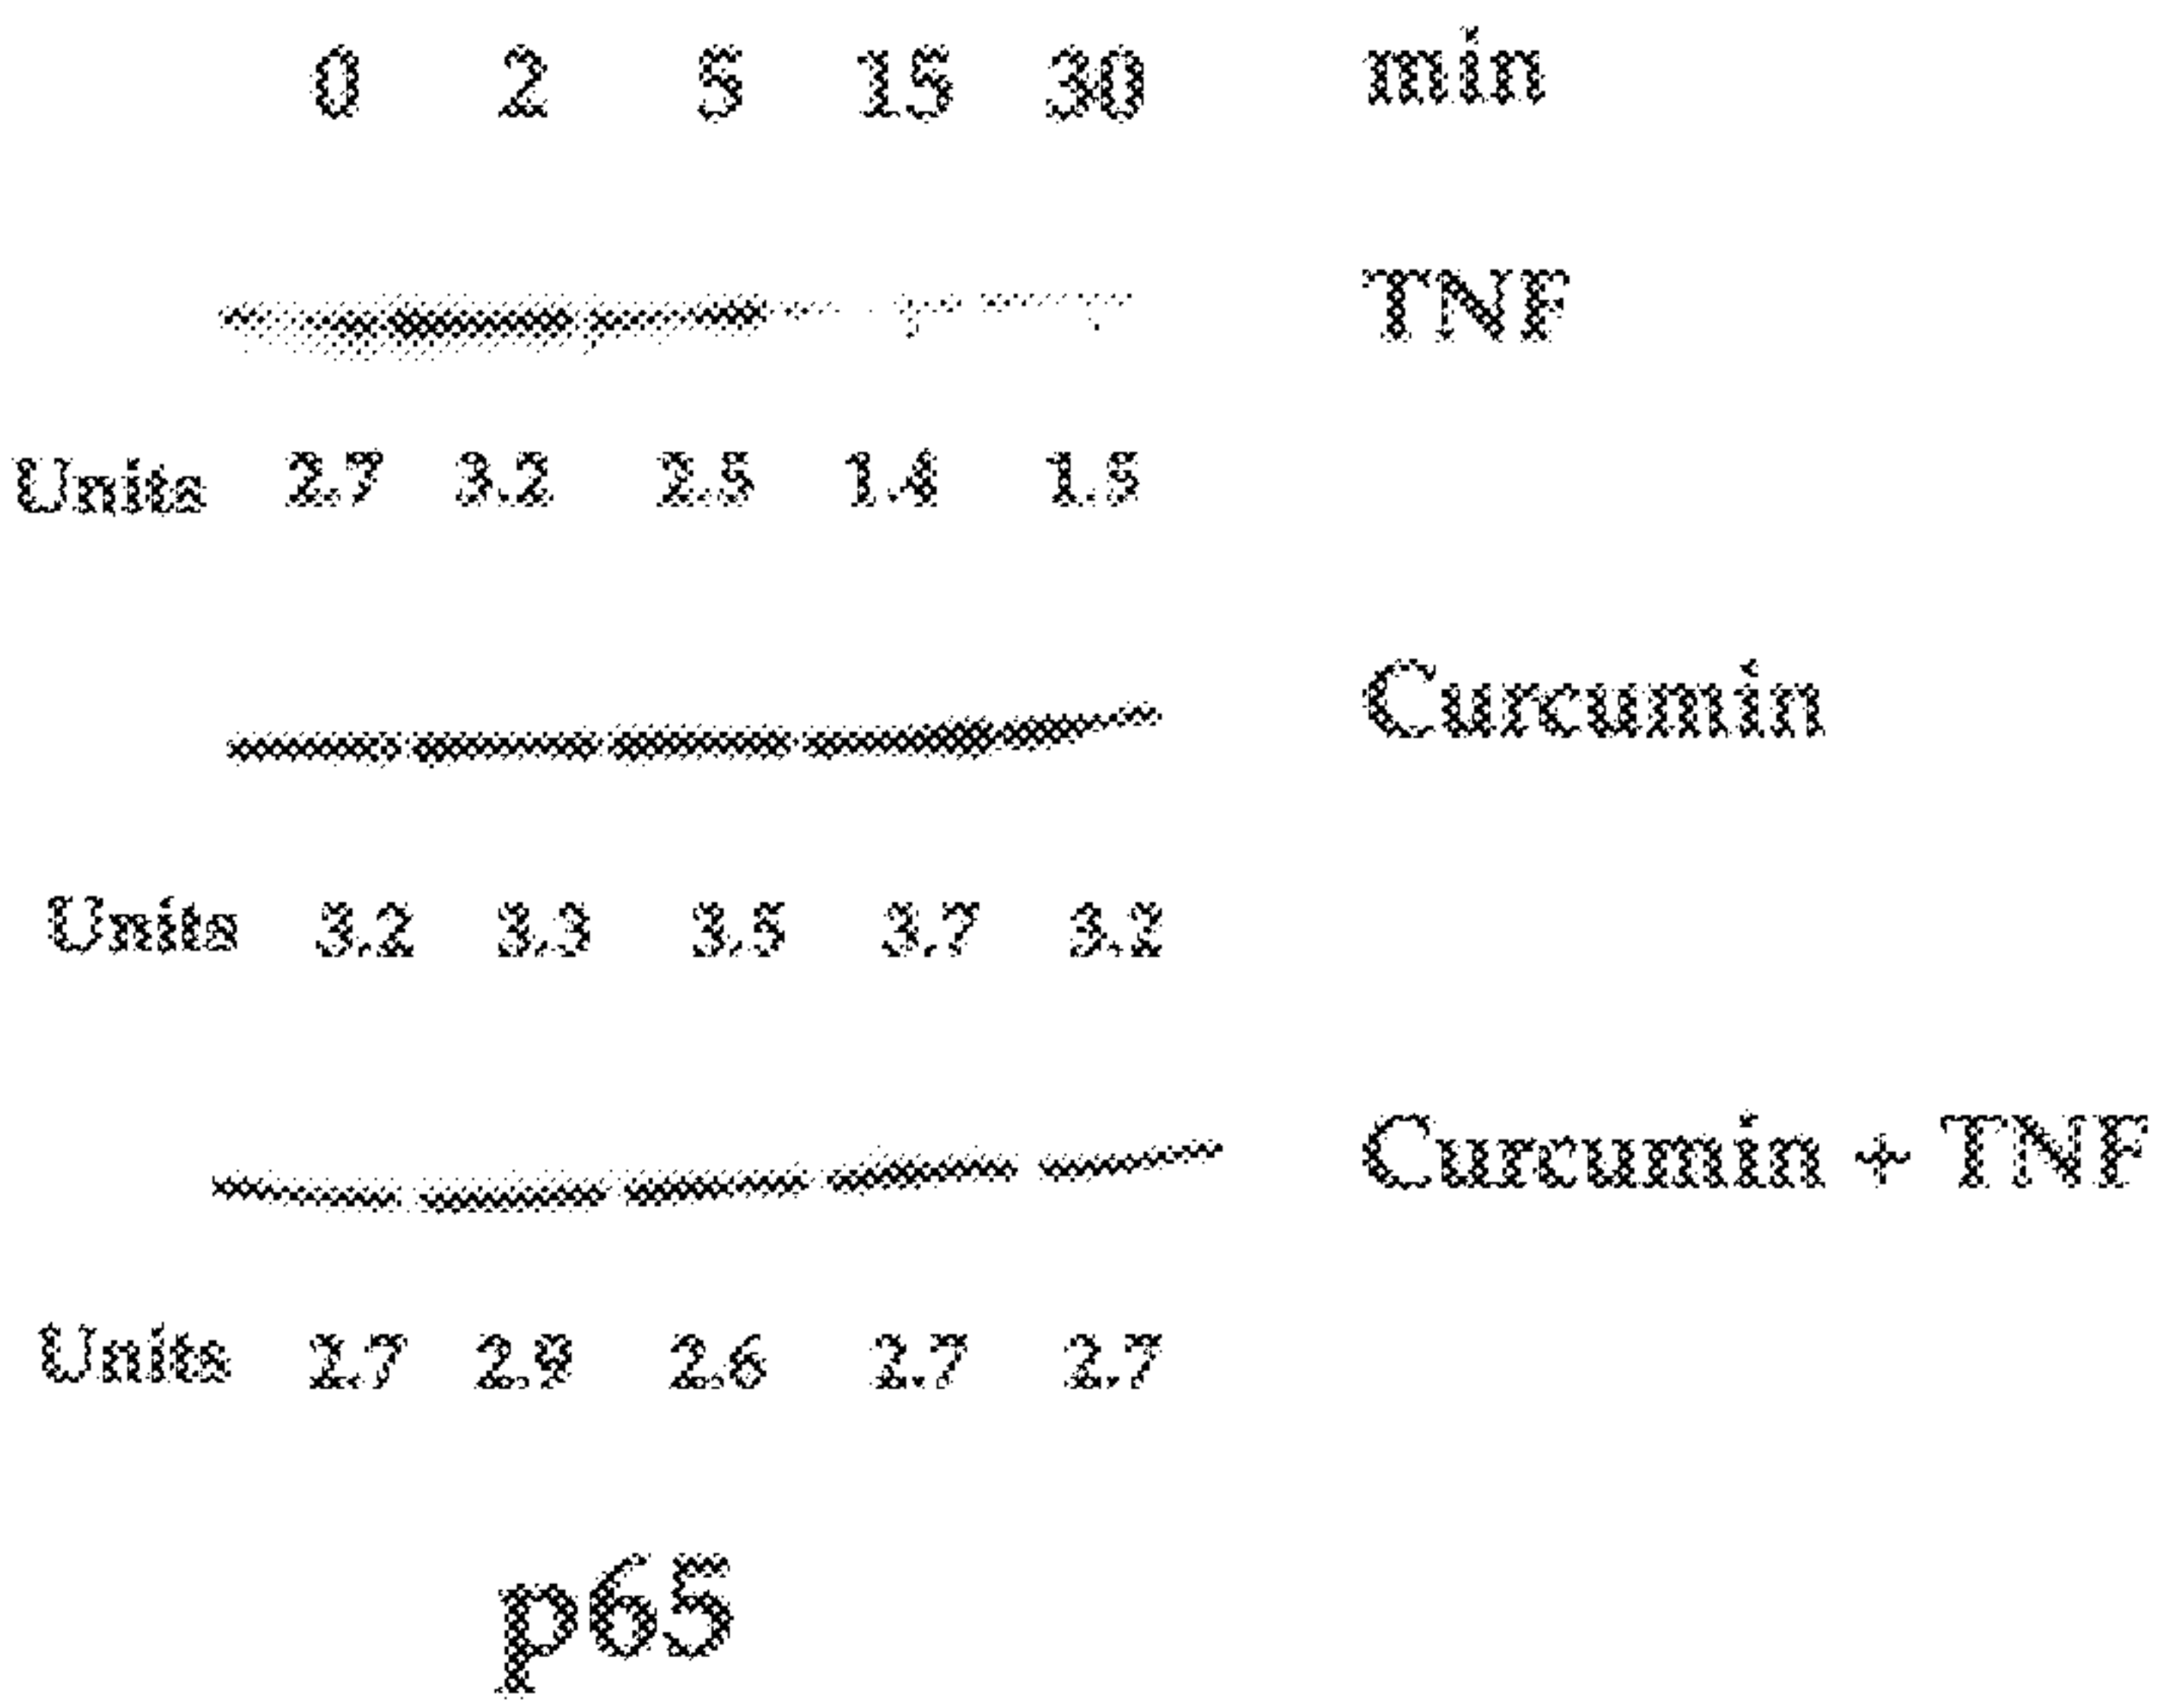 0 2 5 15 30 min
TNF
Units 2.7 3.2 2.5 1.4 1.5
Curcumin
Units 3.2 3.3 3.5 3.7 3.2
Curcumin + TNF
Units 2.7 2.9 2.6 2.7 2.7
p65